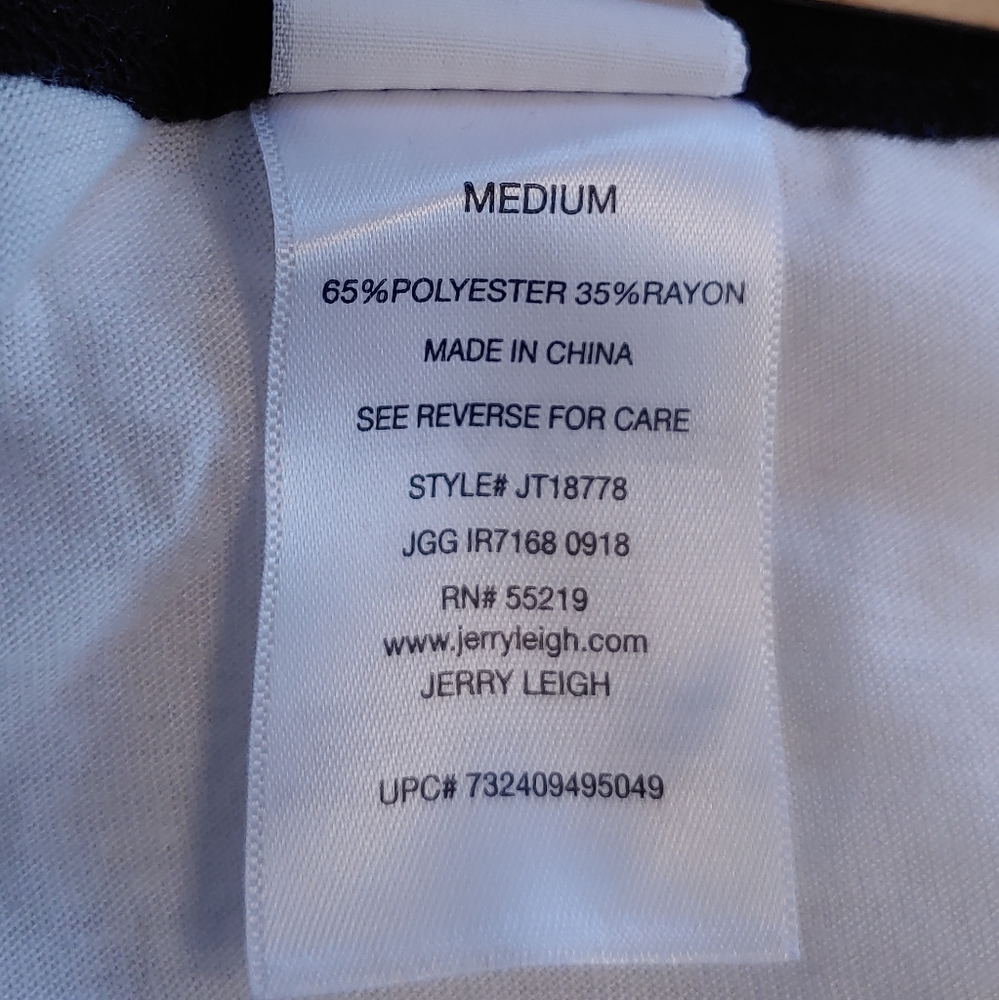 MEDIUM
65%POLYESTER 35%RAYON
MADE IN CHINA
SEE REVERSE FOR CARE
STYLE# JT18778
JGG IR7168 0918
RN# 55219
www.jerryleigh.com
JERRY LEIGH
UPC# 732409495049